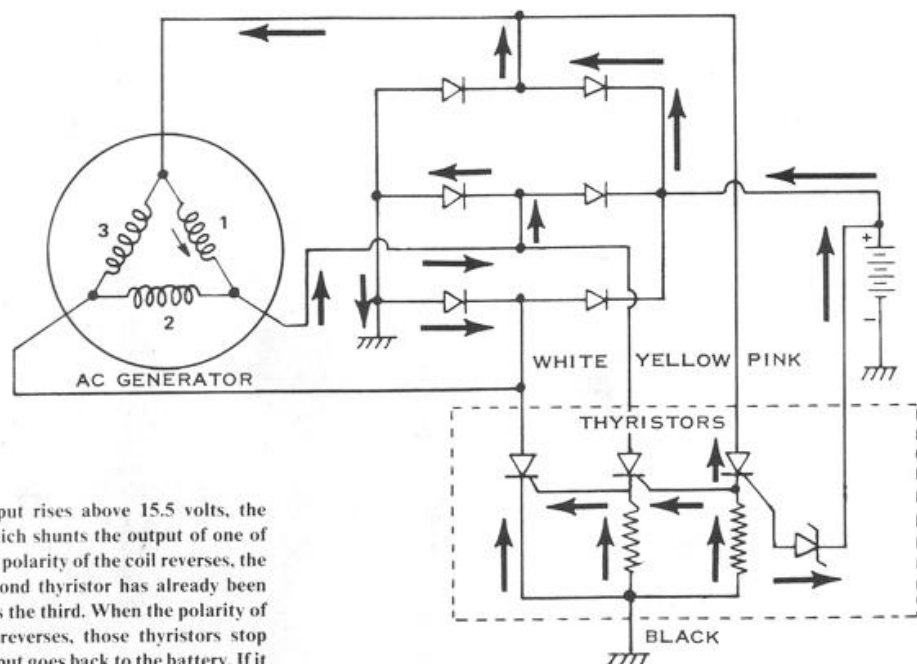 3
1
2
AC GENERATOR
+
−
WHITE YELLOW PINK
THYRISTORS
BLACK
put rises above 15.5 volts, the
ich shunts the output of one of
polarity of the coil reverses, the
ond thyristor has already been
s the third. When the polarity of
reverses, those thyristors stop
put goes back to the battery. If it